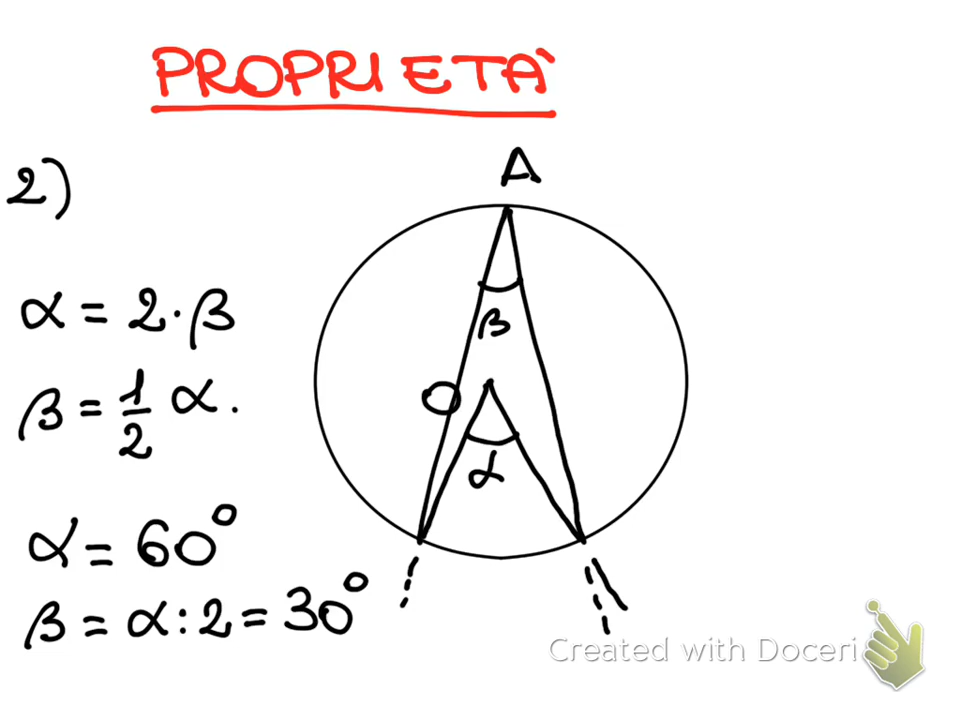 PROPRIETÀ
2)
A
α = 2·β
β
β = 1/2 α.
O
α
α = 60°
β = α:2 = 30°
Created with Doceri